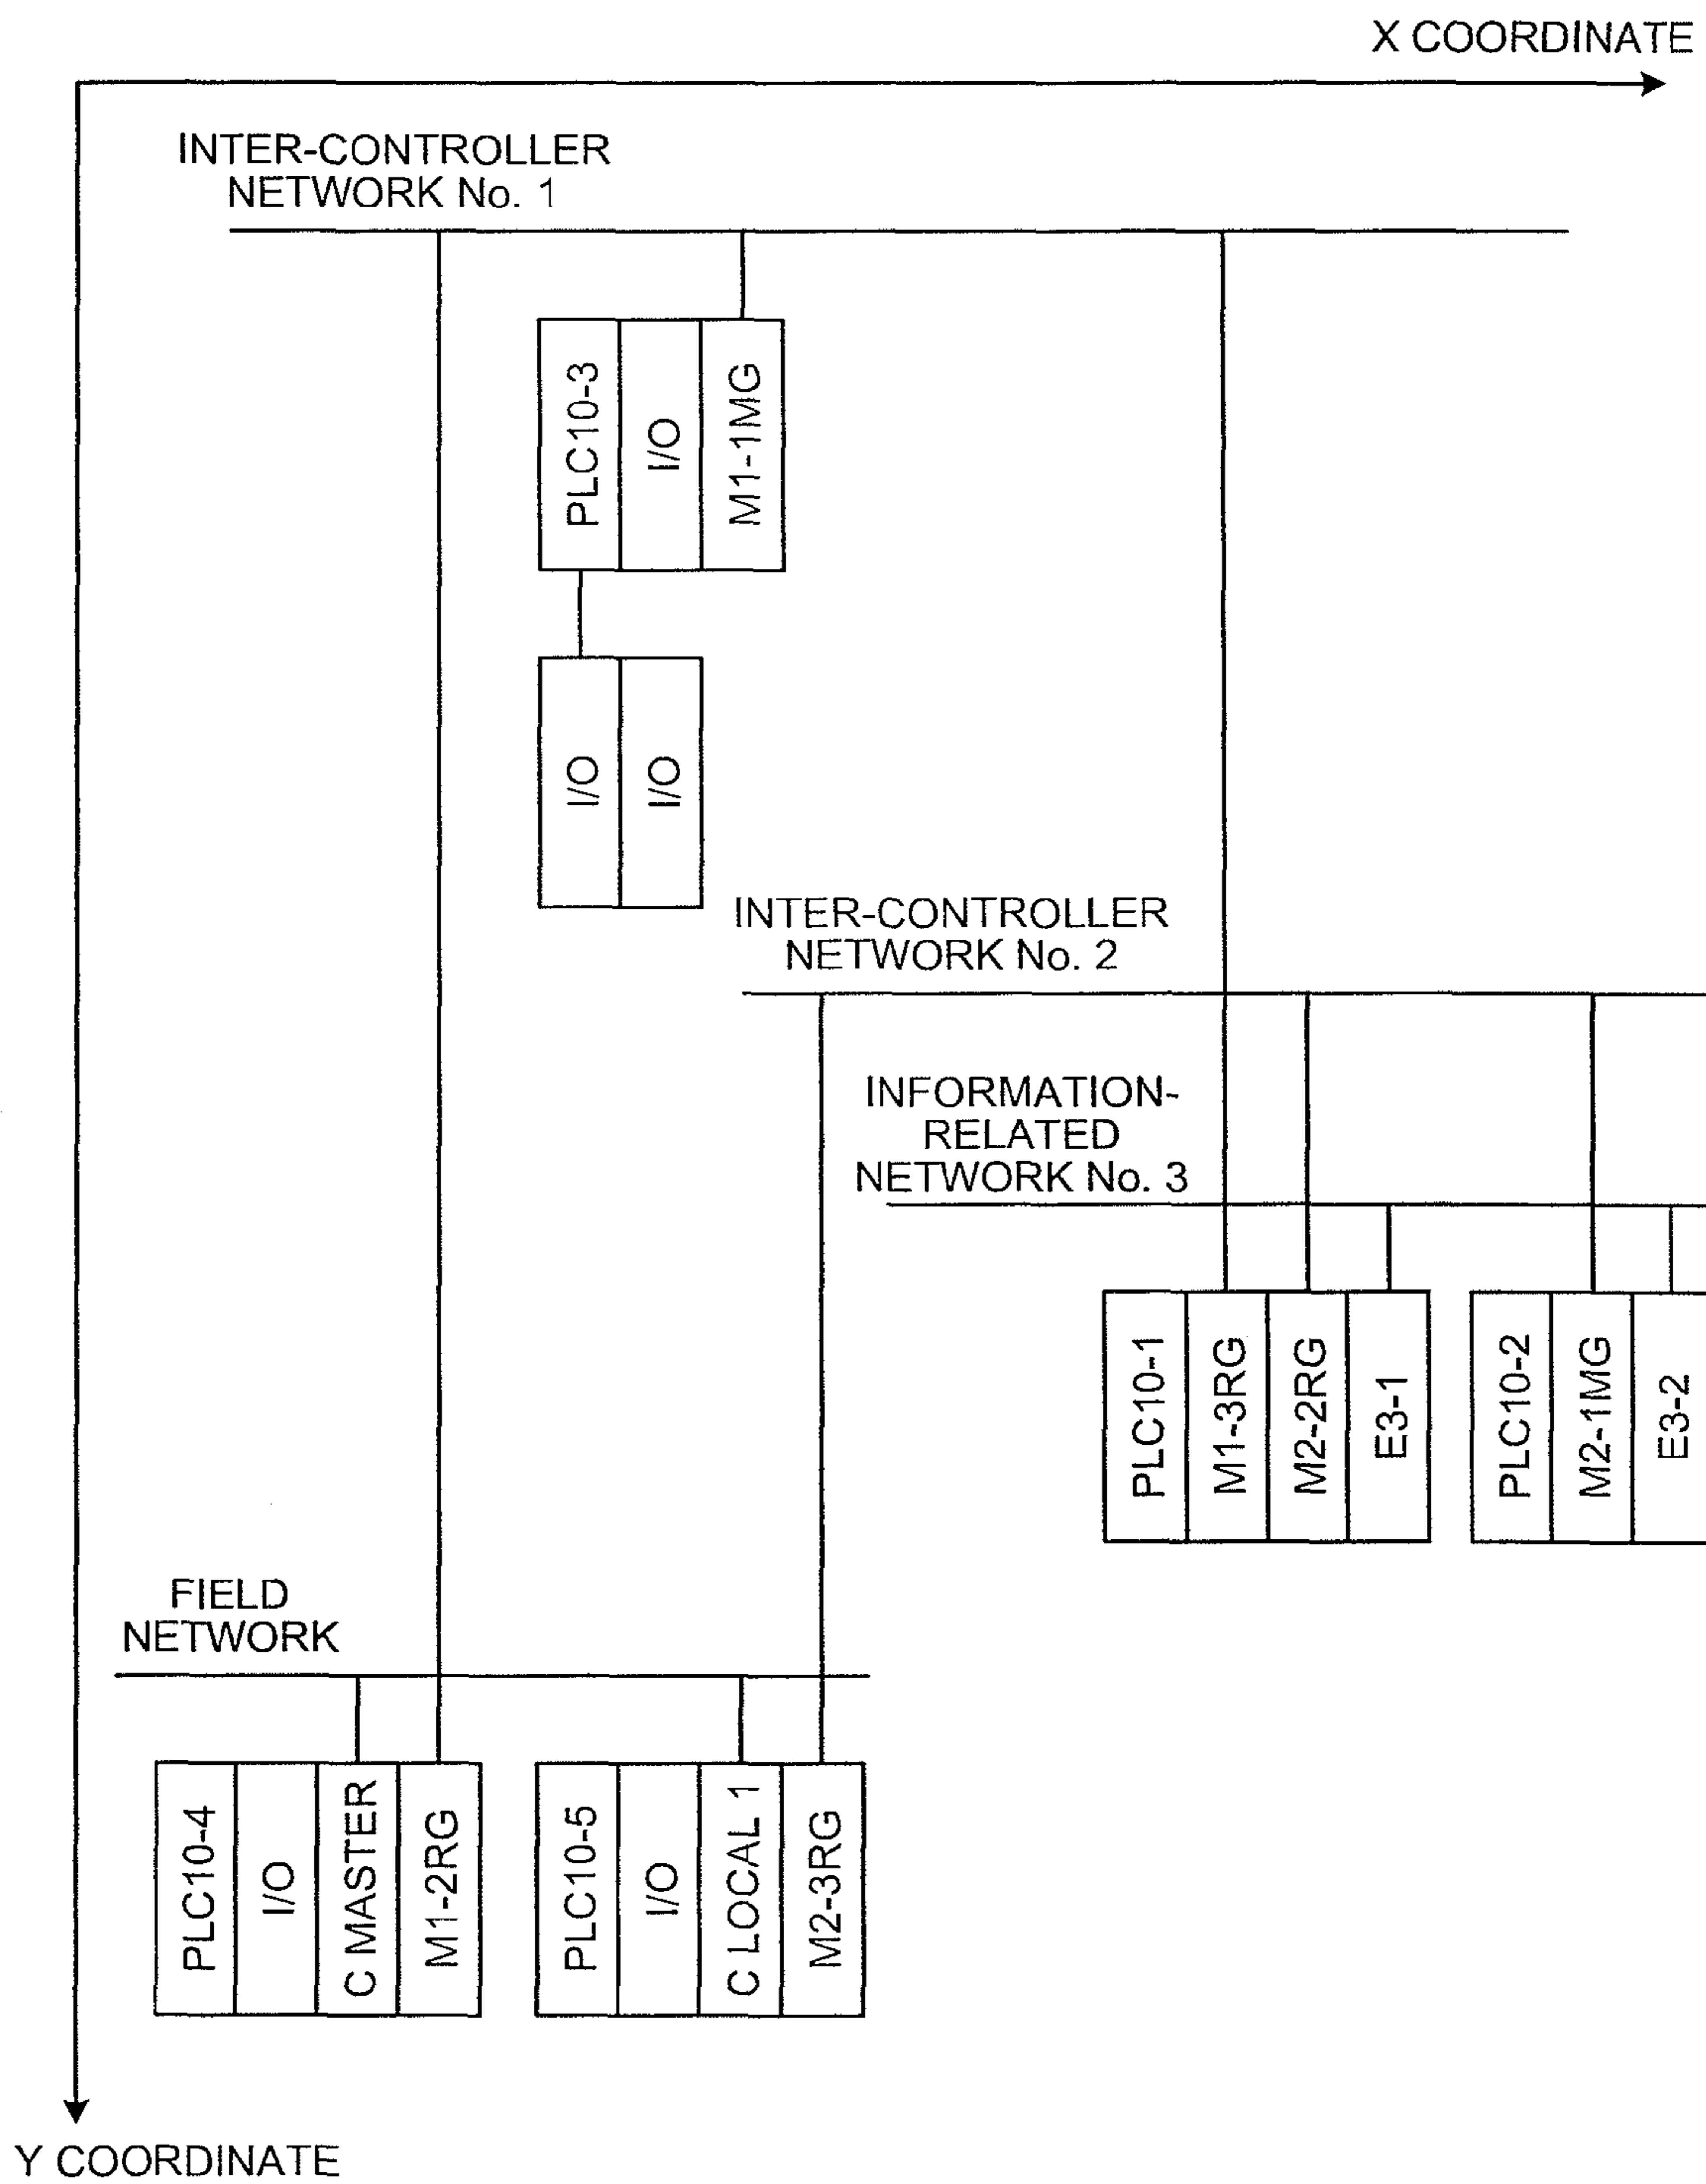 X COORDINATE
INTER-CONTROLLER
NETWORK No. 1
PLC10-3
I/O
M1-1MG
I/O
I/O
INTER-CONTROLLER
NETWORK No. 2
INFORMATION-
RELATED
NETWORK No. 3
PLC10-1
M1-3RG
M2-2RG
E3-1
PLC10-2
M2-1MG
E3-2
FIELD
NETWORK
PLC10-4
I/O
C MASTER
M1-2RG
PLC10-5
I/O
C LOCAL 1
M2-3RG
Y COORDINATE